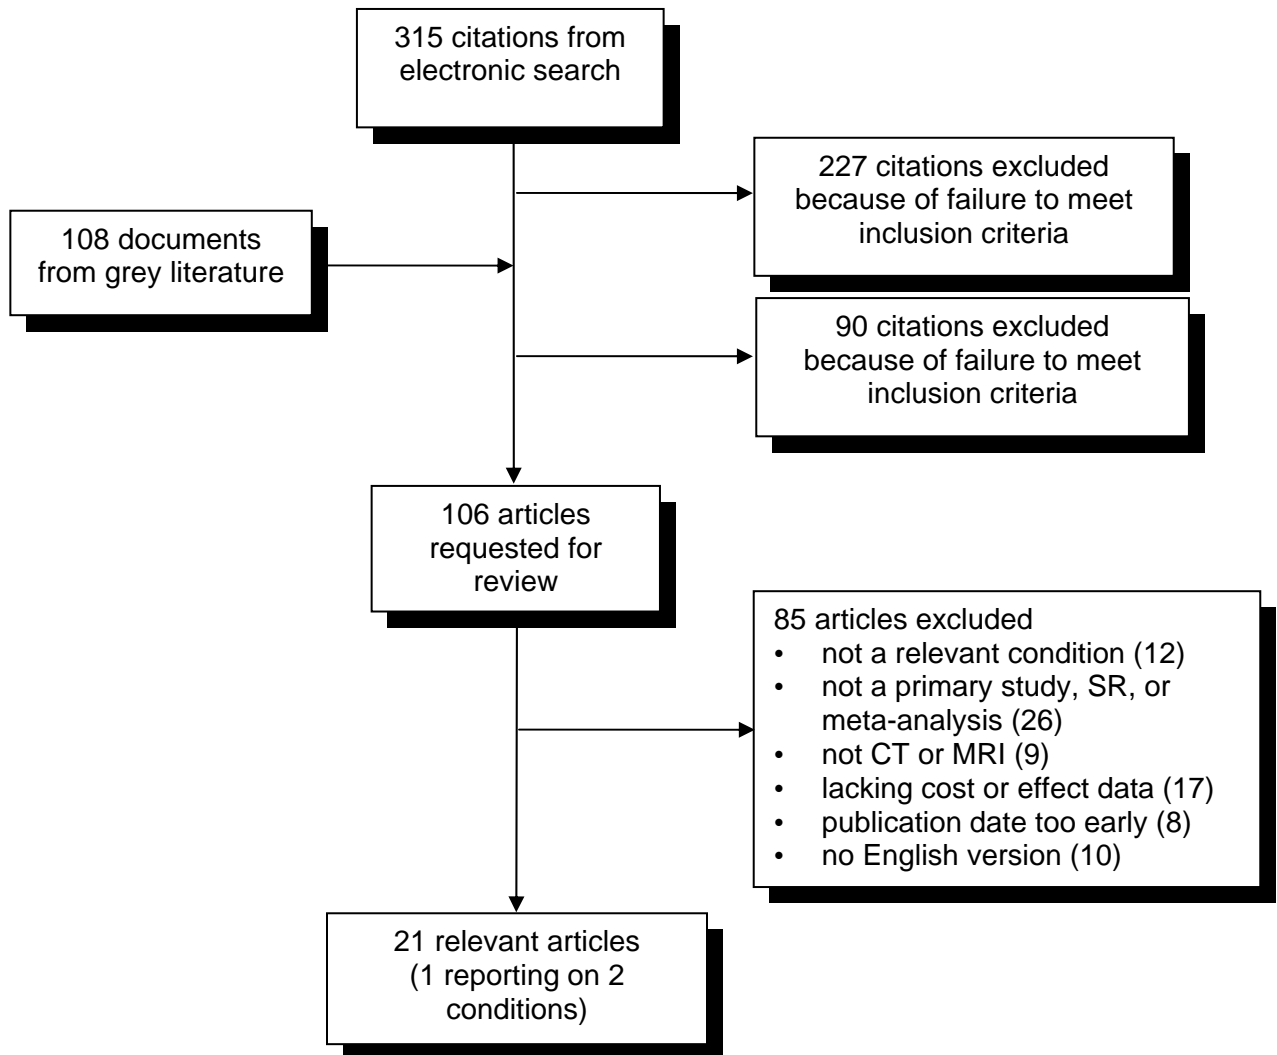 315 citations from
electronic search
227 citations excluded
because of failure to meet
inclusion criteria
108 documents
from grey literature
90 citations excluded
because of failure to meet
inclusion criteria
106 articles
requested for
review
85 articles excluded
• not a relevant condition (12)
• not a primary study, SR, or
meta-analysis (26)
• not CT or MRI (9)
• lacking cost or effect data (17)
• publication date too early (8)
• no English version (10)
21 relevant articles
(1 reporting on 2
conditions)